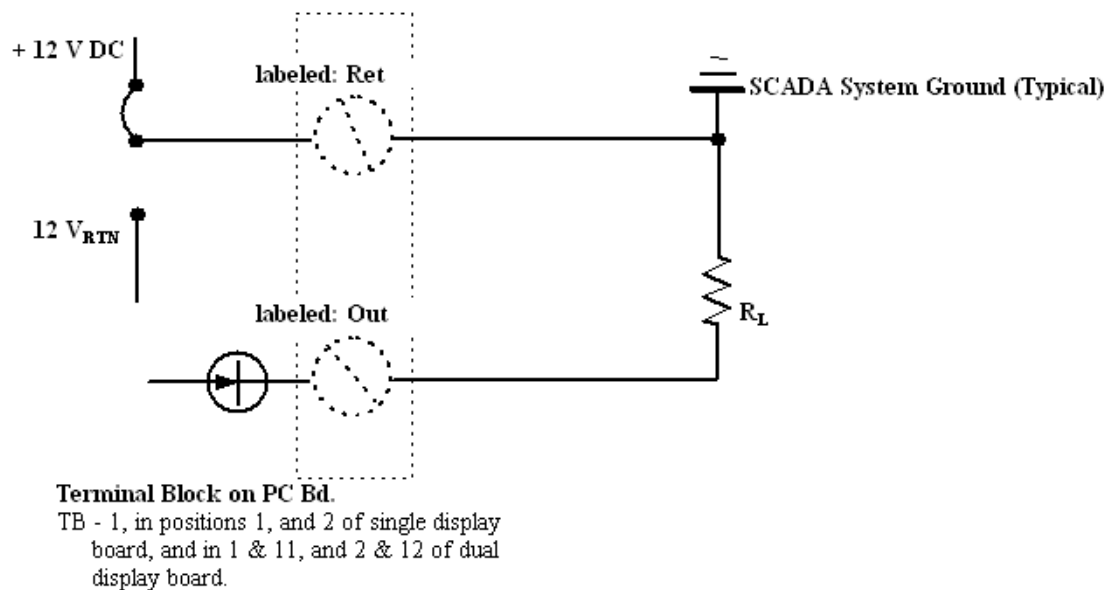 + 12 V DC
labeled: Ret
SCADA System Ground (Typical)
12 V_RTN
labeled: Out
R_L
Terminal Block on PC Bd.
TB - 1, in positions 1, and 2 of single display
board, and in 1 & 11, and 2 & 12 of dual
display board.